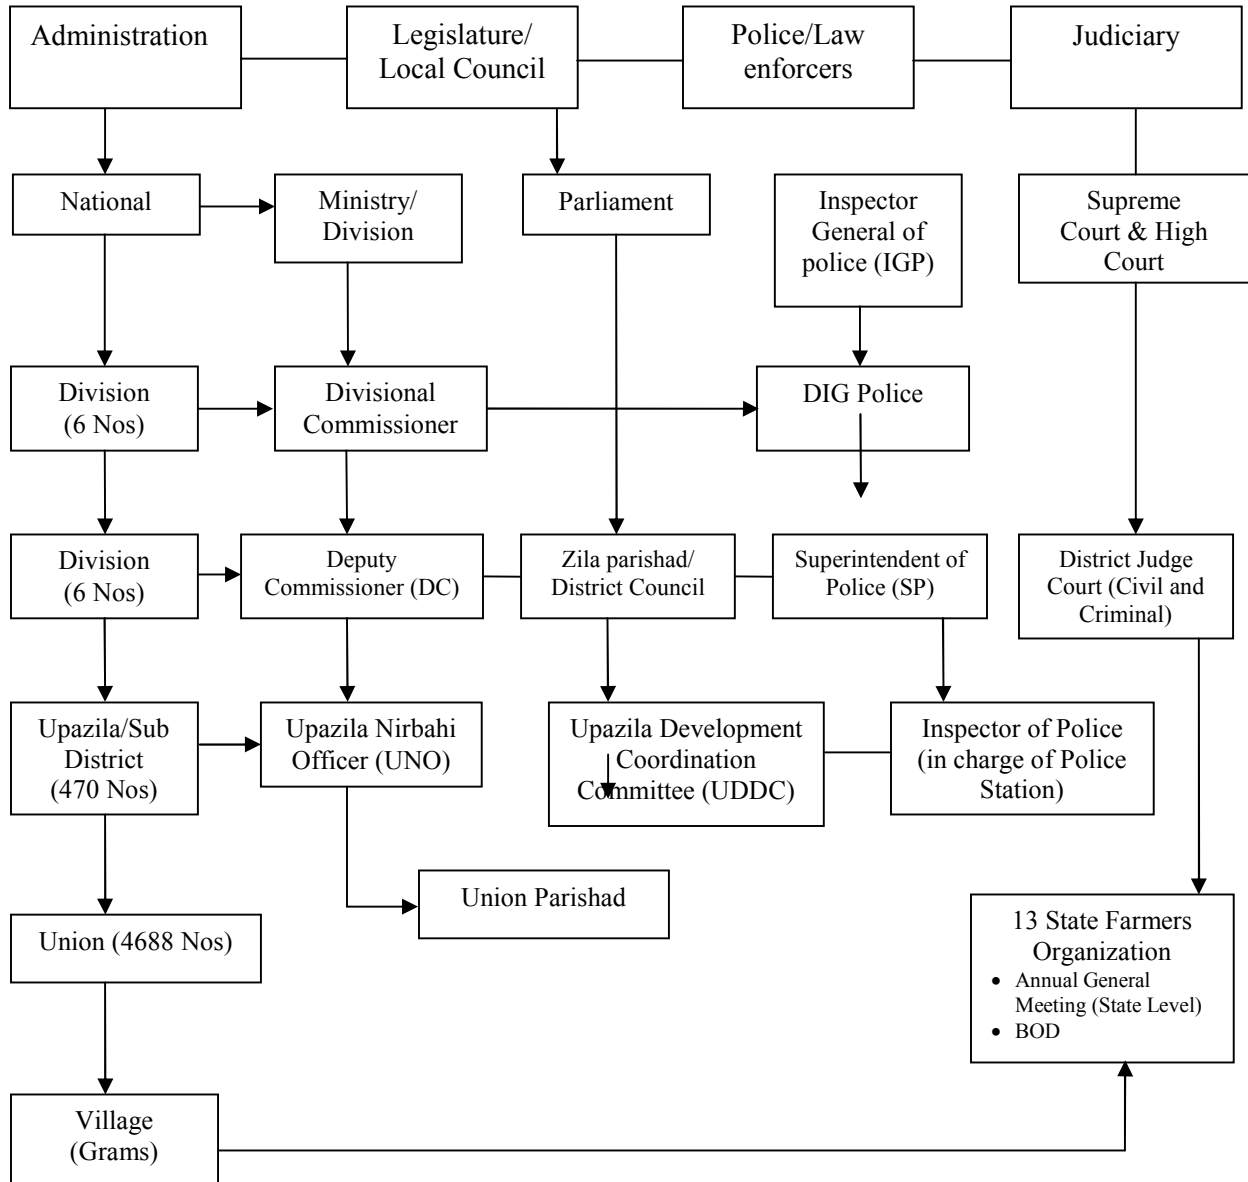 Administration
Legislature/
Local Council
Police/Law
enforcers
Judiciary
National
Ministry/
Division
Parliament
Inspector
General of
police (IGP)
Supreme
Court & High
Court
Division
(6 Nos)
Divisional
Commissioner
DIG Police
Division
(6 Nos)
Deputy
Commissioner (DC)
Zila parishad/
District Council
Superintendent of
Police (SP)
District Judge
Court (Civil and
Criminal)
Upazila/Sub
District
(470 Nos)
Upazila Nirbahi
Officer (UNO)
Upazila Development
Coordination
Committee (UDDC)
Inspector of Police
(in charge of Police
Station)
Union Parishad
Union (4688 Nos)
13 State Farmers
Organization
• Annual General
Meeting (State Level)
• BOD
Village
(Grams)